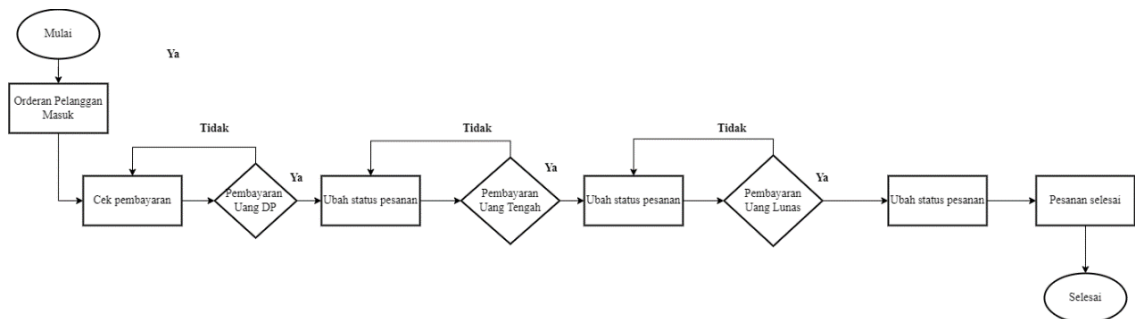 Mulai
Ya
Orderan Pelanggan
Masuk
Tidak
Tidak
Tidak
Cek pembayaran
Pembayaran
Uang DP
Ya
Ubah status pesanan
Pembayaran
Uang Tengah
Ya
Ubah status pesanan
Pembayaran
Uang Lunas
Ya
Ubah status pesanan
Pesanan selesai
Selesai